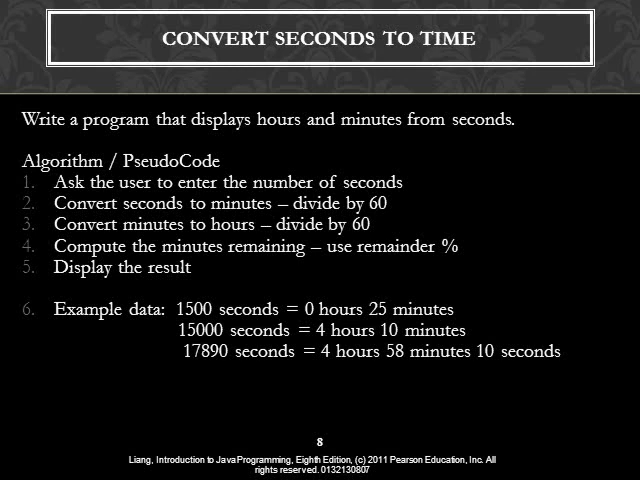 CONVERT SECONDS TO TIME
Write a program that displays hours and minutes from seconds.
Algorithm / PseudoCode
1. Ask the user to enter the number of seconds
2. Convert seconds to minutes – divide by 60
3. Convert minutes to hours – divide by 60
4. Compute the minutes remaining – use remainder %
5. Display the result
6. Example data: 1500 seconds = 0 hours 25 minutes
15000 seconds = 4 hours 10 minutes
17890 seconds = 4 hours 58 minutes 10 seconds
8
Liang, Introduction to Java Programming, Eighth Edition, (c) 2011 Pearson Education, Inc. All
rights reserved. 0132130807